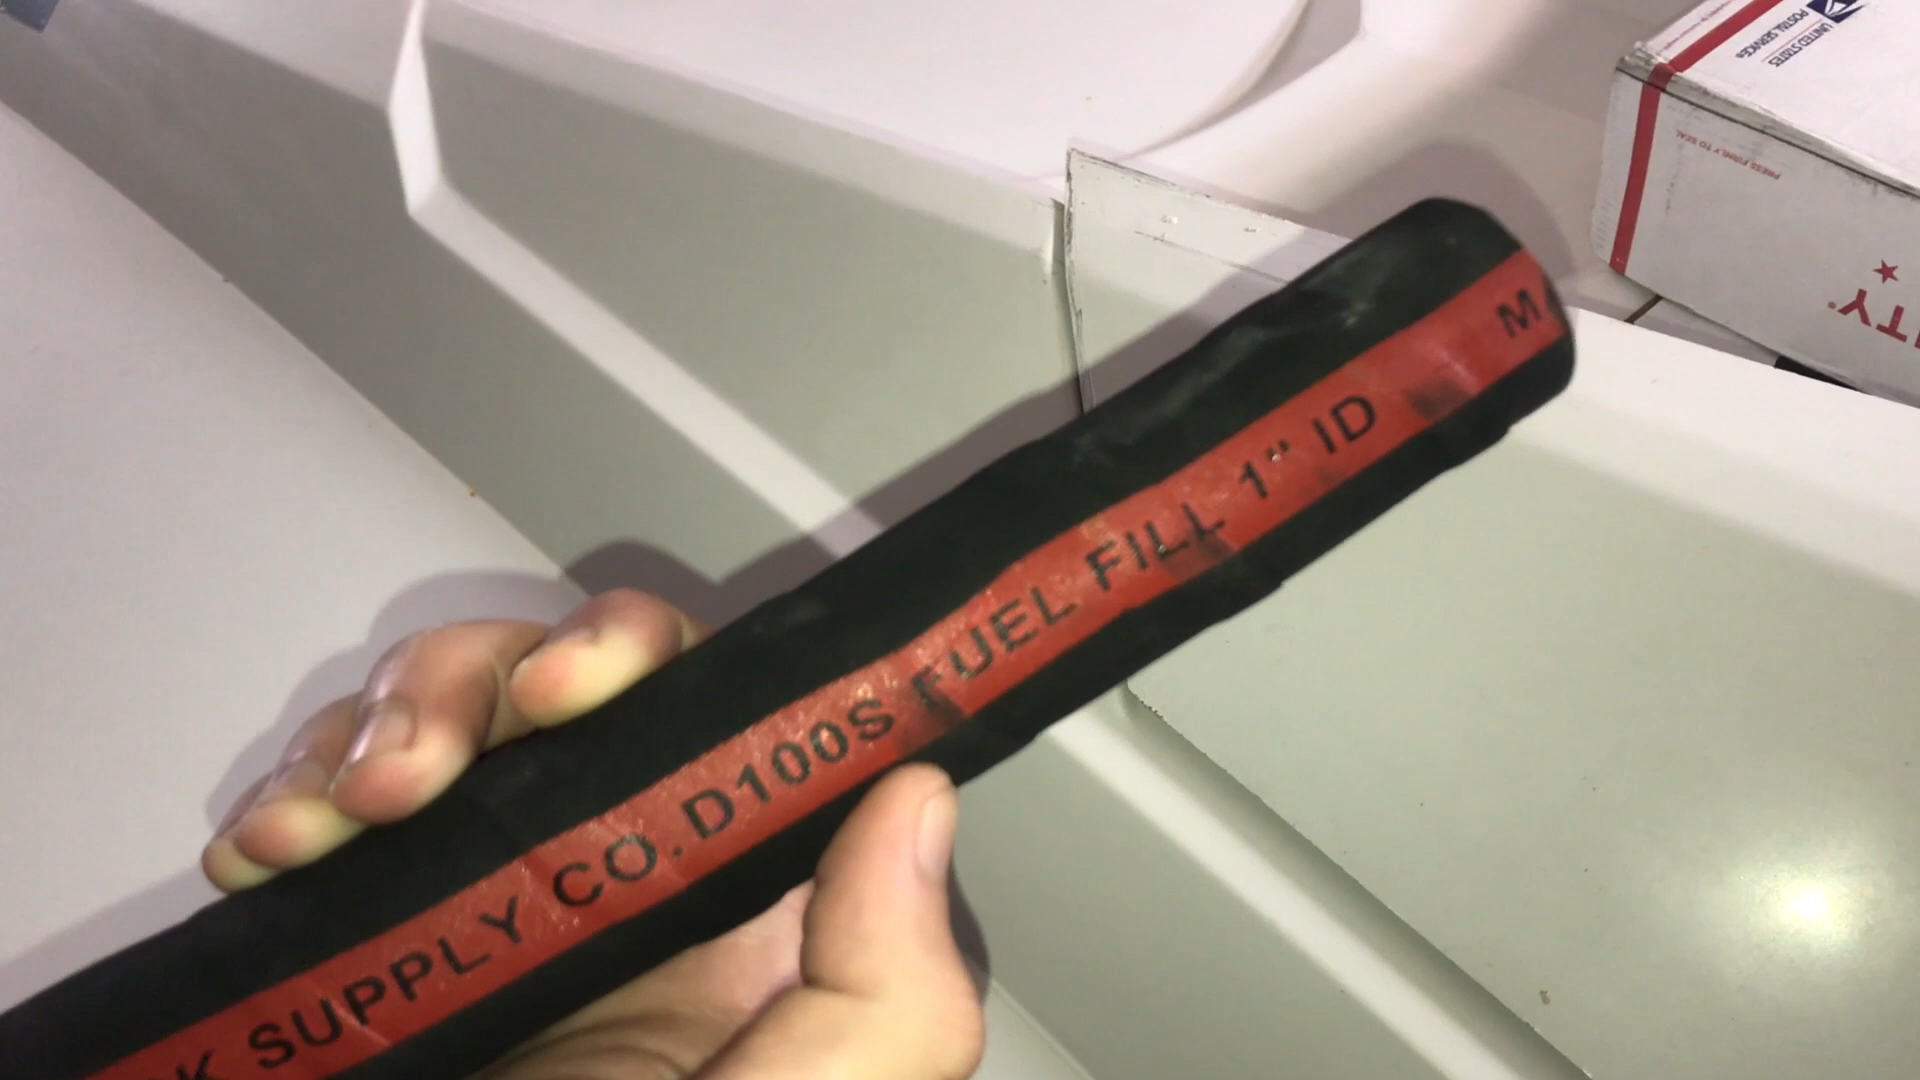 SUPPLY CO. D100S FUEL FILL 1" ID
UNITED STATES
POSTAL SERVICE®
PRESS FIRMLY TO SEAL